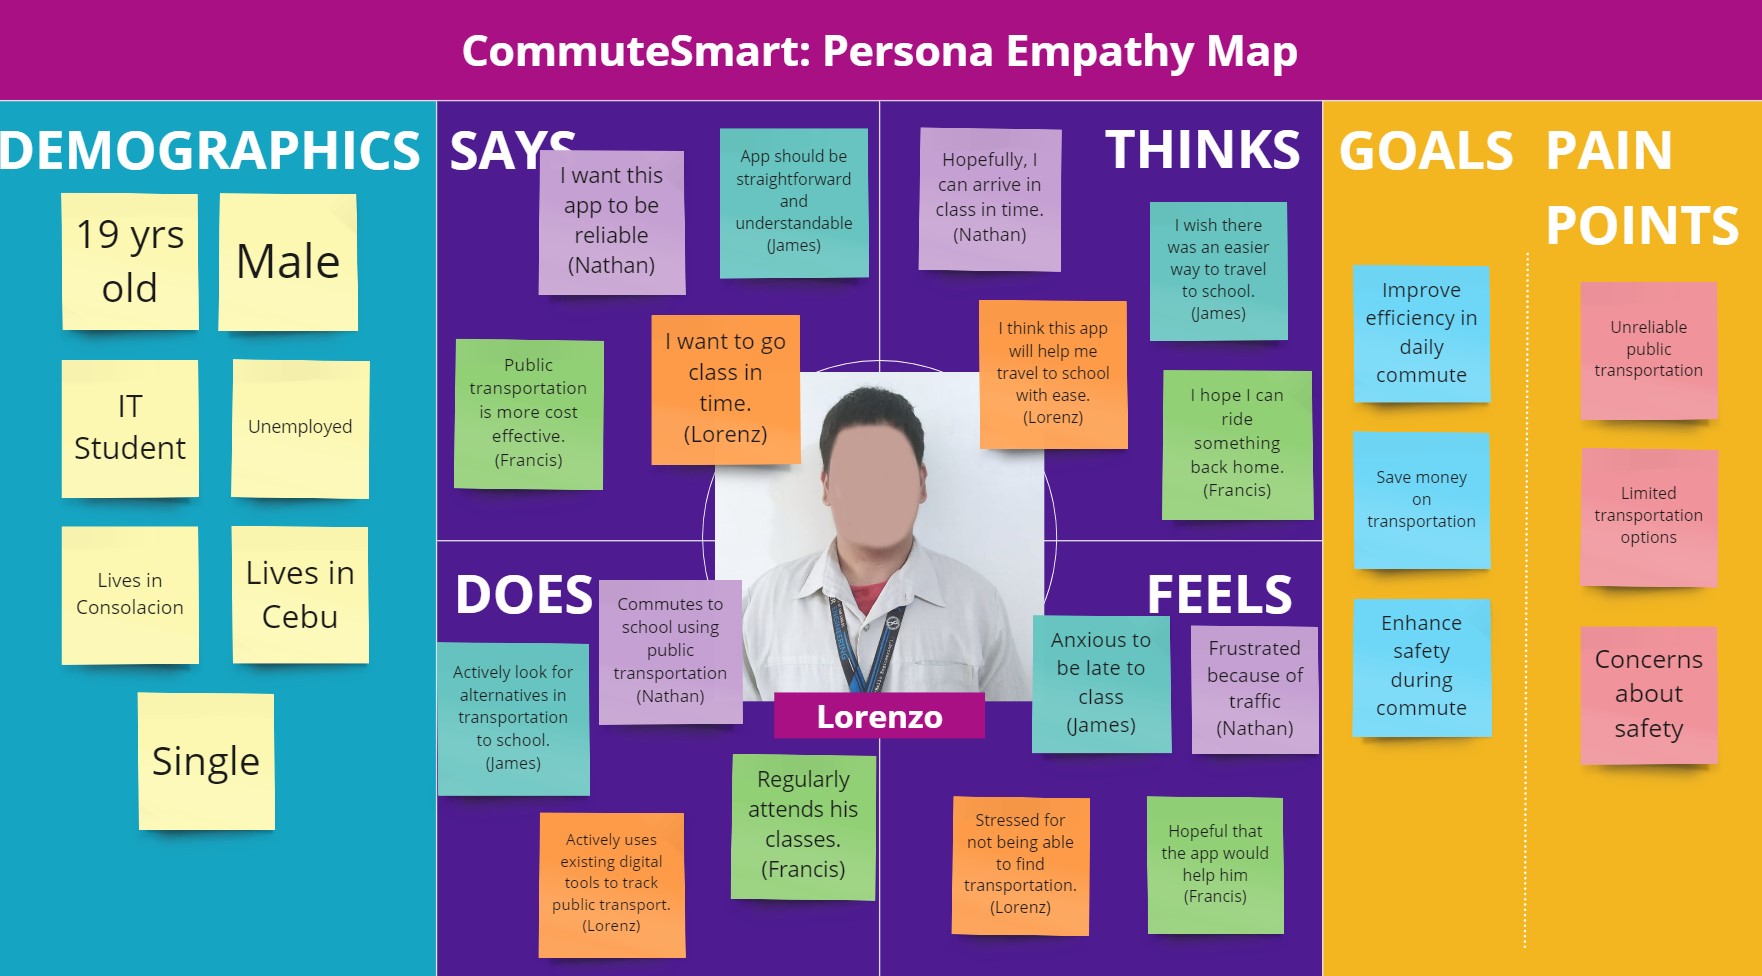 CommuteSmart: Persona Empathy Map
DEMOGRAPHICS
19 yrs
old
Male
IT
Student
Unemployed
Lives in
Consolacion
Lives in
Cebu
Single
SAYS
I want this
app to be
reliable
(Nathan)
App should be
straightforward
and
understandable
(James)
Public
transportation
is more cost
effective.
(Francis)
I want to go
class in
time.
(Lorenz)
THINKS
Hopefully, I
can arrive in
class in time.
(Nathan)
I wish there
was an easier
way to travel
to school.
(James)
I think this app
will help me
travel to school
with ease.
(Lorenz)
I hope I can
ride
something
back home.
(Francis)
DOES
Commutes to
school using
public
transportation
(Nathan)
Actively look for
alternatives in
transportation
to school.
(James)
Regularly
attends his
classes.
(Francis)
Actively uses
existing digital
tools to track
public transport.
(Lorenz)
Lorenzo
FEELS
Anxious to
be late to
class
(James)
Frustrated
because of
traffic
(Nathan)
Stressed for
not being able
to find
transportation.
(Lorenz)
Hopeful that
the app would
help him
(Francis)
GOALS
Improve
efficiency in
daily
commute
Save money
on
transportation
Enhance
safety
during
commute
PAIN
POINTS
Unreliable
public
transportation
Limited
transportation
options
Concerns
about
safety